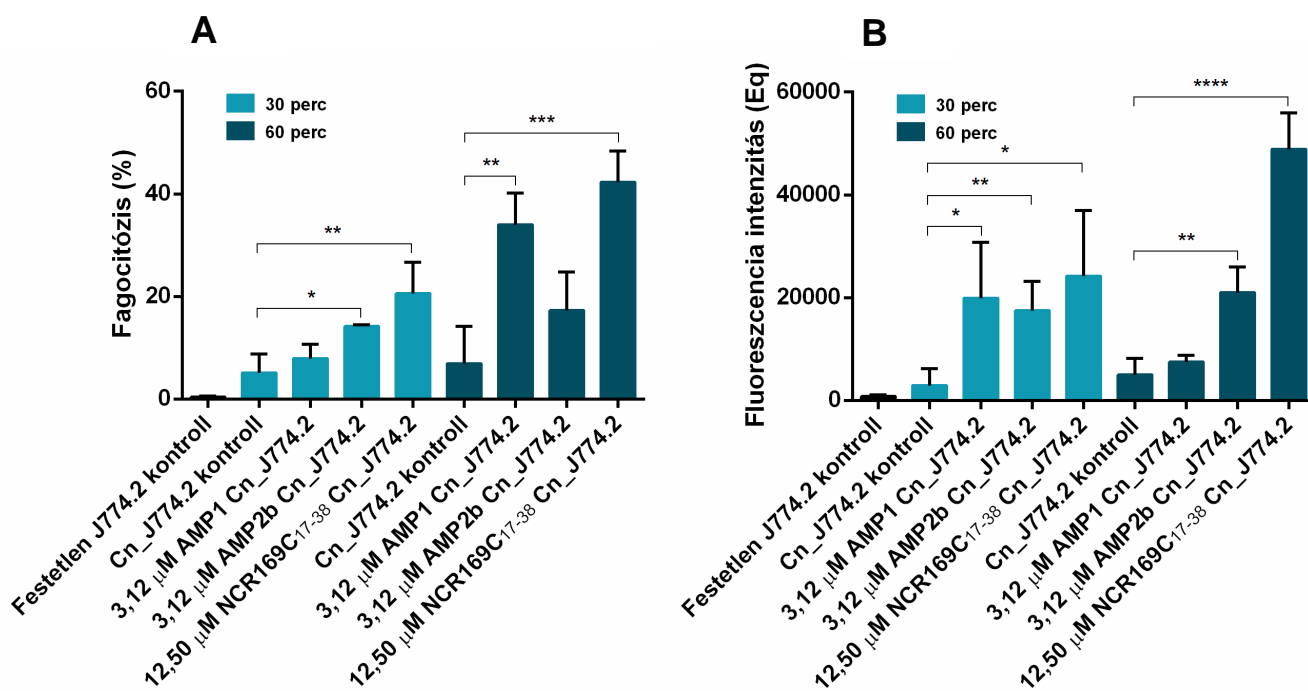 A
Fagocitózis (%)
60
40
20
0
30 perc
60 perc
*
**
**
***
Festetlen J774.2 kontroll
Cn_J774.2 kontroll
3,12 µM AMP1 Cn_J774.2
3,12 µM AMP2b Cn_J774.2
12,50 µM NCR169C17-38 Cn_J774.2
Cn_J774.2 kontroll
3,12 µM AMP1 Cn_J774.2
3,12 µM AMP2b Cn_J774.2
12,50 µM NCR169C17-38 Cn_J774.2
B
Fluoreszcencia intenzitás (Eq)
60000
40000
20000
0
30 perc
60 perc
*
**
*
**
****
Festetlen J774.2 kontroll
Cn_J774.2 kontroll
3,12 µM AMP1 Cn_J774.2
3,12 µM AMP2b Cn_J774.2
12,50 µM NCR169C17-38 Cn_J774.2
Cn_J774.2 kontroll
3,12 µM AMP1 Cn_J774.2
3,12 µM AMP2b Cn_J774.2
12,50 µM NCR169C17-38 Cn_J774.2